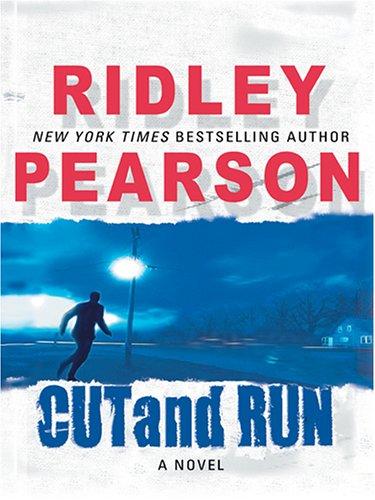 RIDLEY
NEW YORK TIMES BESTSELLING AUTHOR
PEARSON
CUTand RUN
A NOVEL